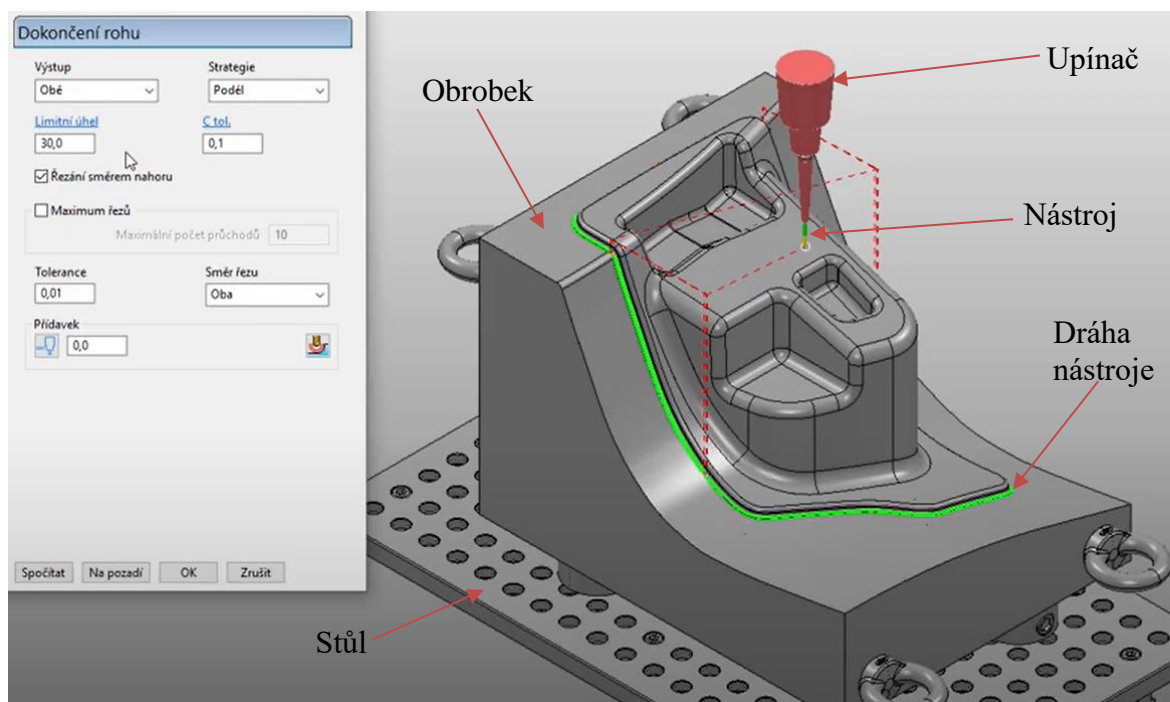 Dokončení rohu
Výstup
Strategie
Obě
Podél
Limitní úhel
C tol.
30,0
0,1
Řezání směrem nahoru
Maximum řezů
Maximální počet průchodů
10
Tolerance
Směr řezu
0,01
Oba
Přídavek
0,0
Spočítat
Na pozadí
OK
Zrušit
Upínač
Obrobek
Nástroj
Dráha
nástroje
Stůl